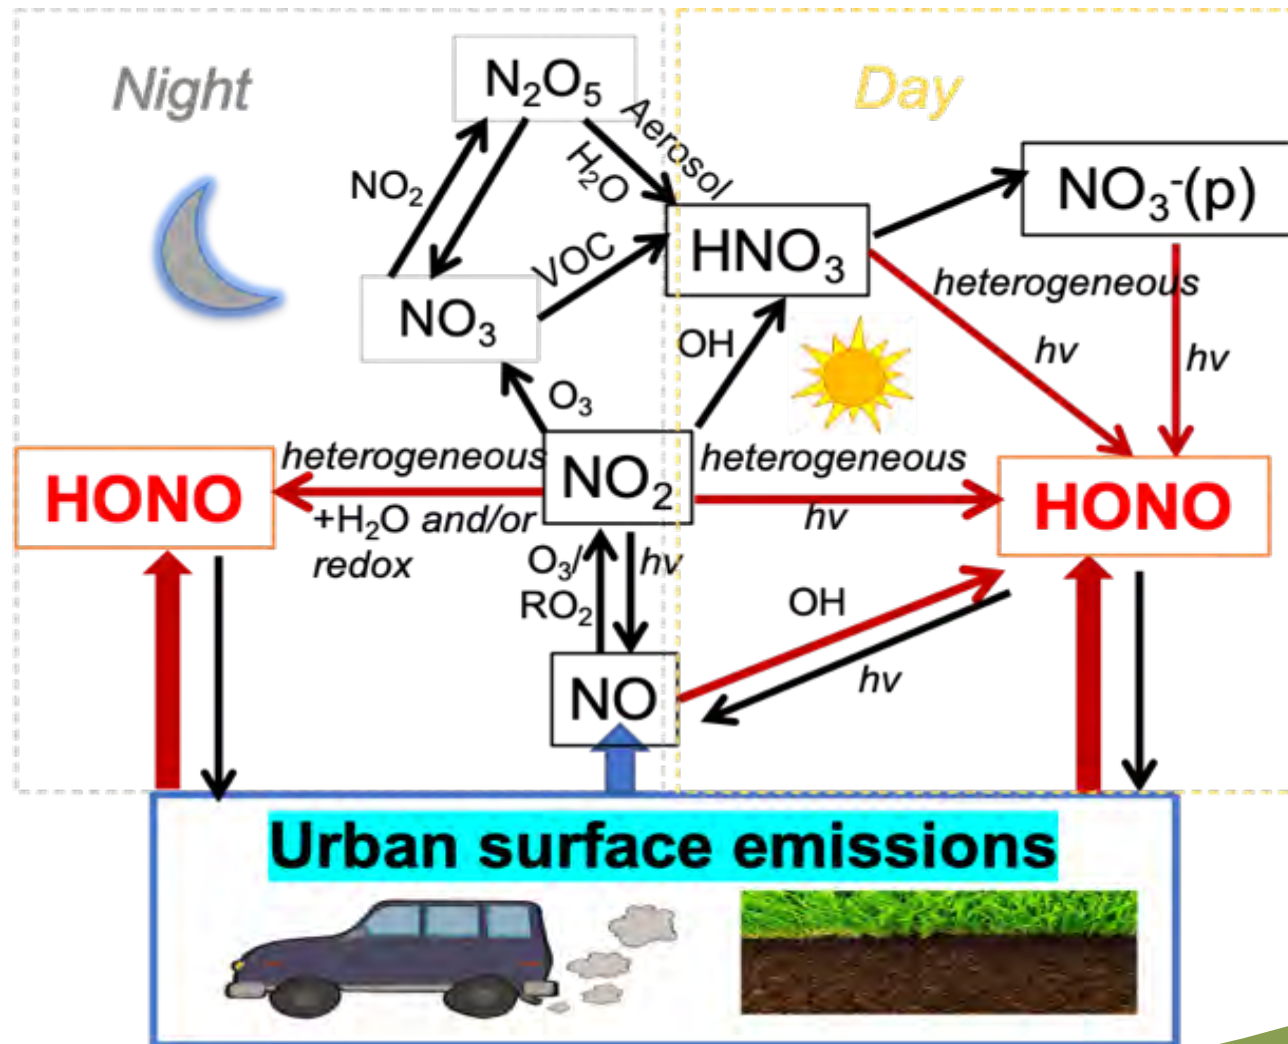 Night
Day
N₂O₅
Aerosol
H₂O
NO₂
NO₃⁻(p)
HNO₃
VOC
NO₃
heterogeneous
hv
hv
OH
O₃
HONO
heterogeneous
+H₂O and/or
redox
NO₂
heterogeneous
hv
HONO
O₃/
RO₂
hv
OH
hv
NO
Urban surface emissions